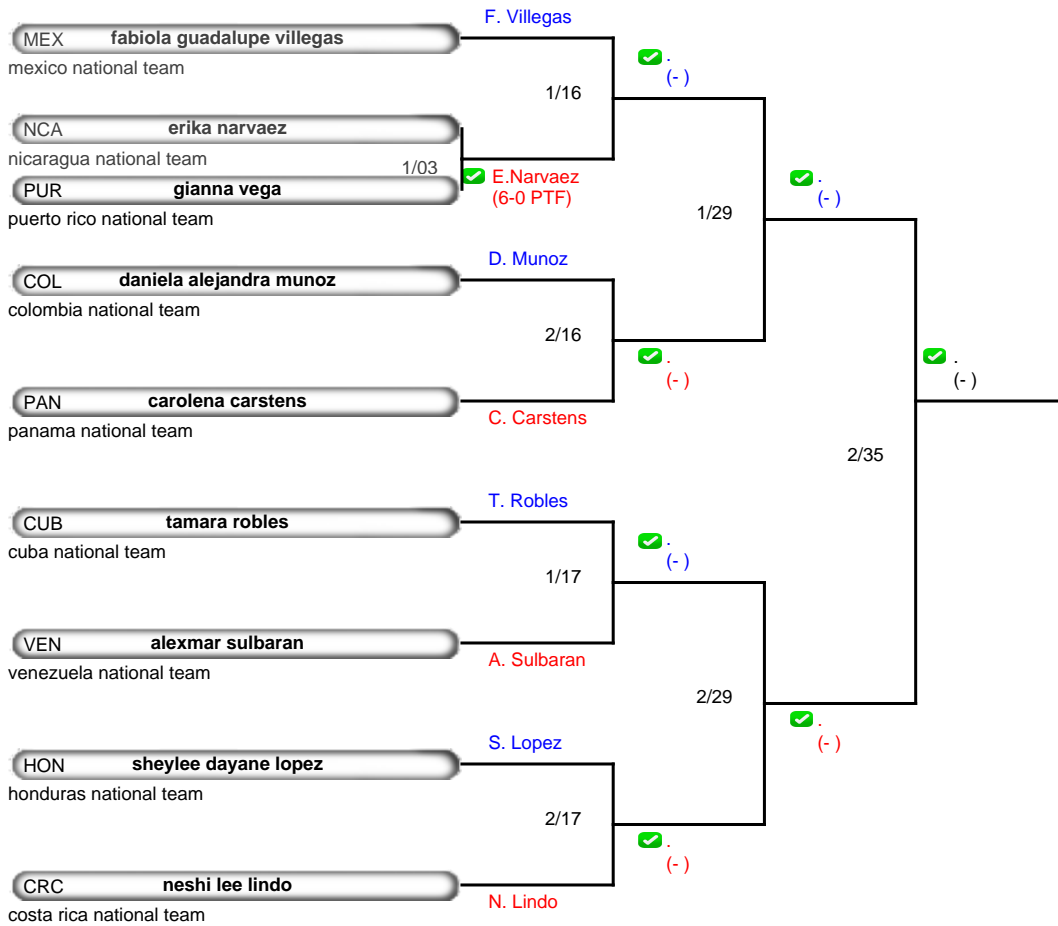 F. Villegas
MEX fabiola guadalupe villegas
mexico national team
.
(- )
1/16
NCA erika narvaez
nicaragua national team
1/03
E.Narvaez
(6-0 PTF)
PUR gianna vega
puerto rico national team
.
(- )
1/29
D. Munoz
COL daniela alejandra munoz
colombia national team
2/16
.
(- )
.
(- )
PAN carolena carstens
C. Carstens
panama national team
2/35
T. Robles
CUB tamara robles
cuba national team
.
(- )
1/17
VEN alexmar sulbaran
A. Sulbaran
venezuela national team
2/29
.
(- )
S. Lopez
HON sheylee dayane lopez
honduras national team
2/17
.
(- )
CRC neshi lee lindo
N. Lindo
costa rica national team